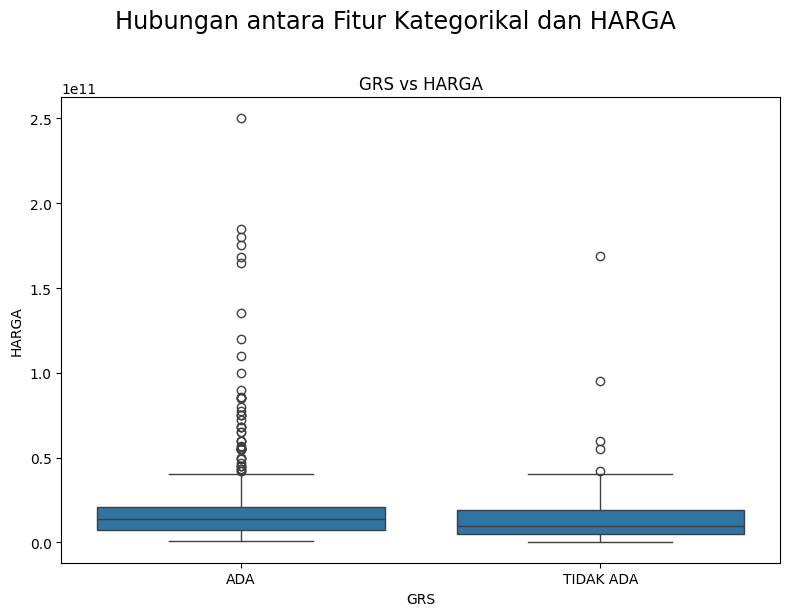 Hubungan antara Fitur Kategorikal dan HARGA
GRS vs HARGA
1e11
2.5
2.0
1.5
1.0
0.5
0.0
HARGA
ADA
TIDAK ADA
GRS